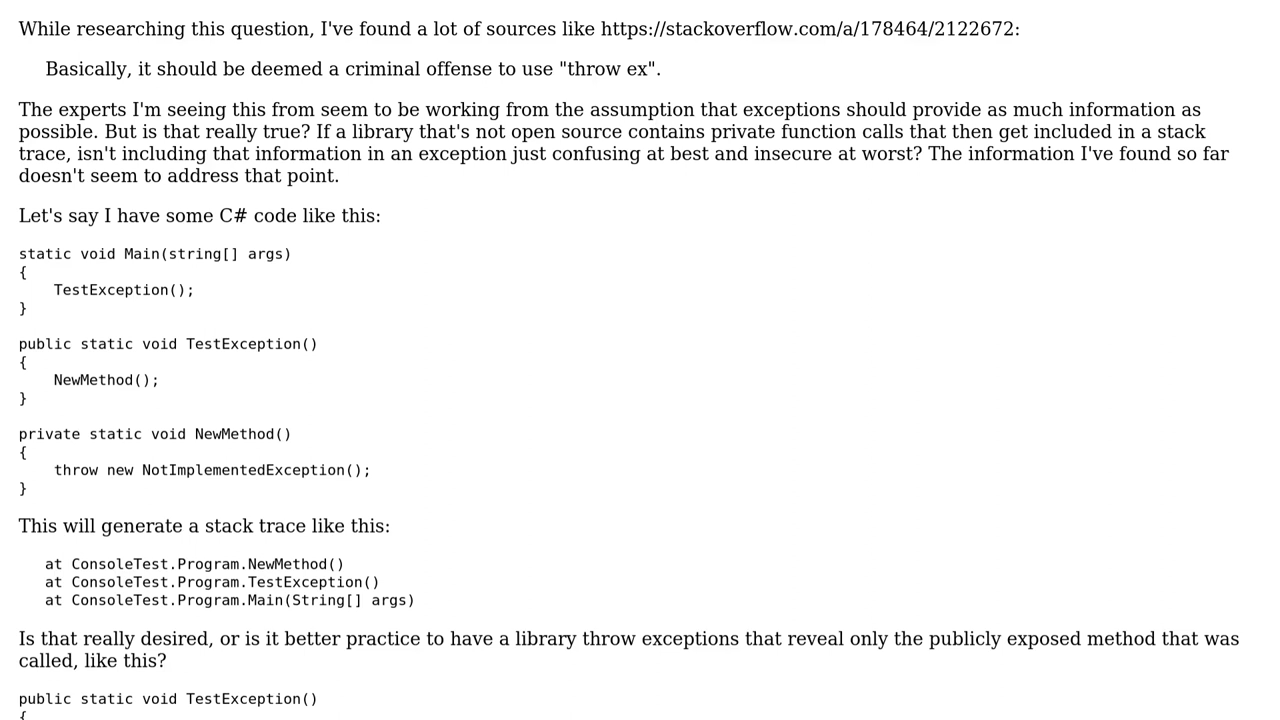 While researching this question, I've found a lot of sources like https://stackoverflow.com/a/178464/2122672:
Basically, it should be deemed a criminal offense to use "throw ex".
The experts I'm seeing this from seem to be working from the assumption that exceptions should provide as much information as
possible. But is that really true? If a library that's not open source contains private function calls that then get included in a stack
trace, isn't including that information in an exception just confusing at best and insecure at worst? The information I've found so far
doesn't seem to address that point.
Let's say I have some C# code like this:
static void Main(string[] args)
{
    TestException();
}
public static void TestException()
{
    NewMethod();
}
private static void NewMethod()
{
    throw new NotImplementedException();
}
This will generate a stack trace like this:
   at ConsoleTest.Program.NewMethod()
   at ConsoleTest.Program.TestException()
   at ConsoleTest.Program.Main(String[] args)
Is that really desired, or is it better practice to have a library throw exceptions that reveal only the publicly exposed method that was
called, like this?
public static void TestException()
{